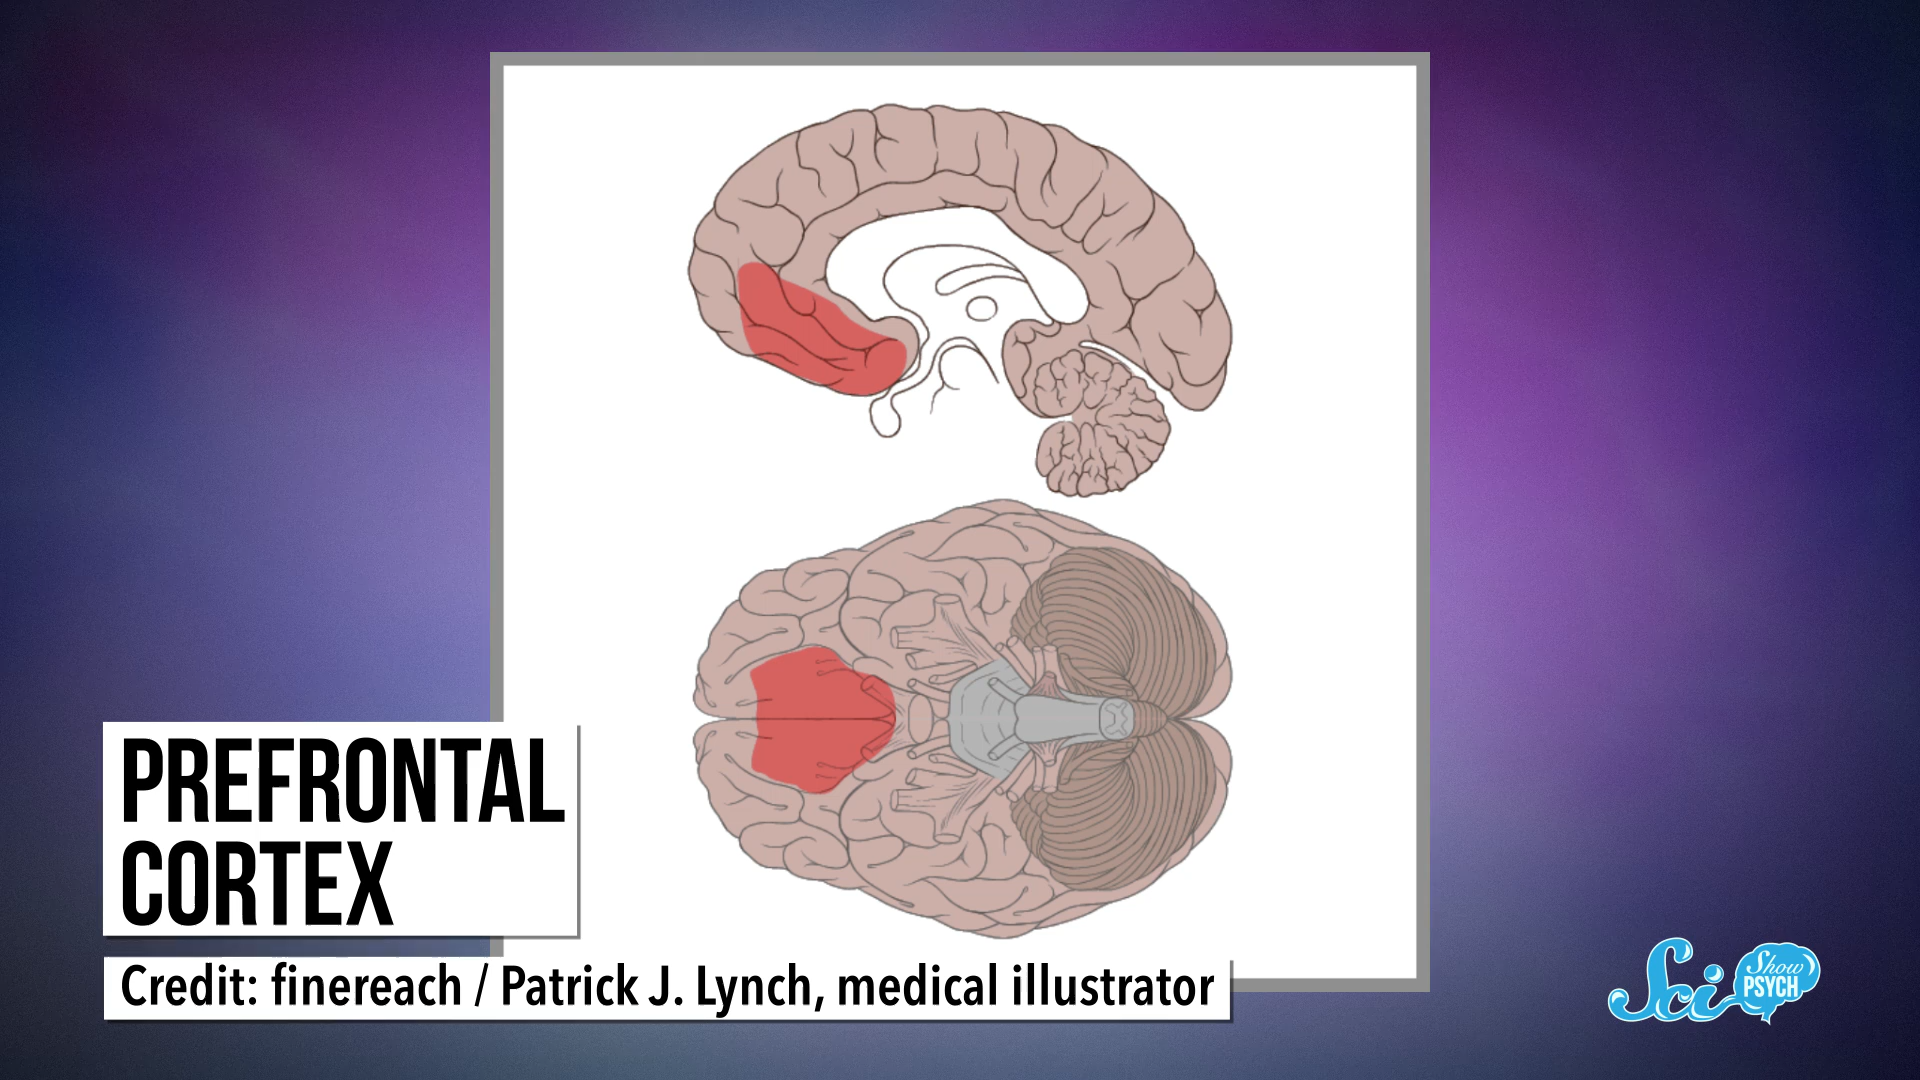 PREFRONTAL
CORTEX
Credit: finereach / Patrick J. Lynch, medical illustrator
Sci
Show
PSYCH